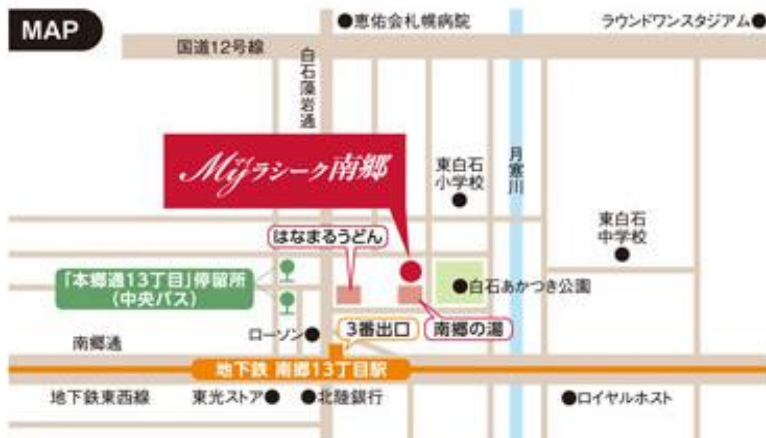 MAP
●恵佑会札幌病院
ラウンドワンスタジアム●
国道12号線
白石藻岩通
マイ
Myラシーク南郷
東白石
小学校
月寒川
東白石
中学校
はなまるうどん
「本郷通13丁目」停留所
(中央バス)
●白石あかつき公園
ローソン●
3番出口
南郷の湯
南郷通
地下鉄 南郷13丁目駅
地下鉄東西線
東光ストア●
●北陸銀行
●ロイヤルホスト